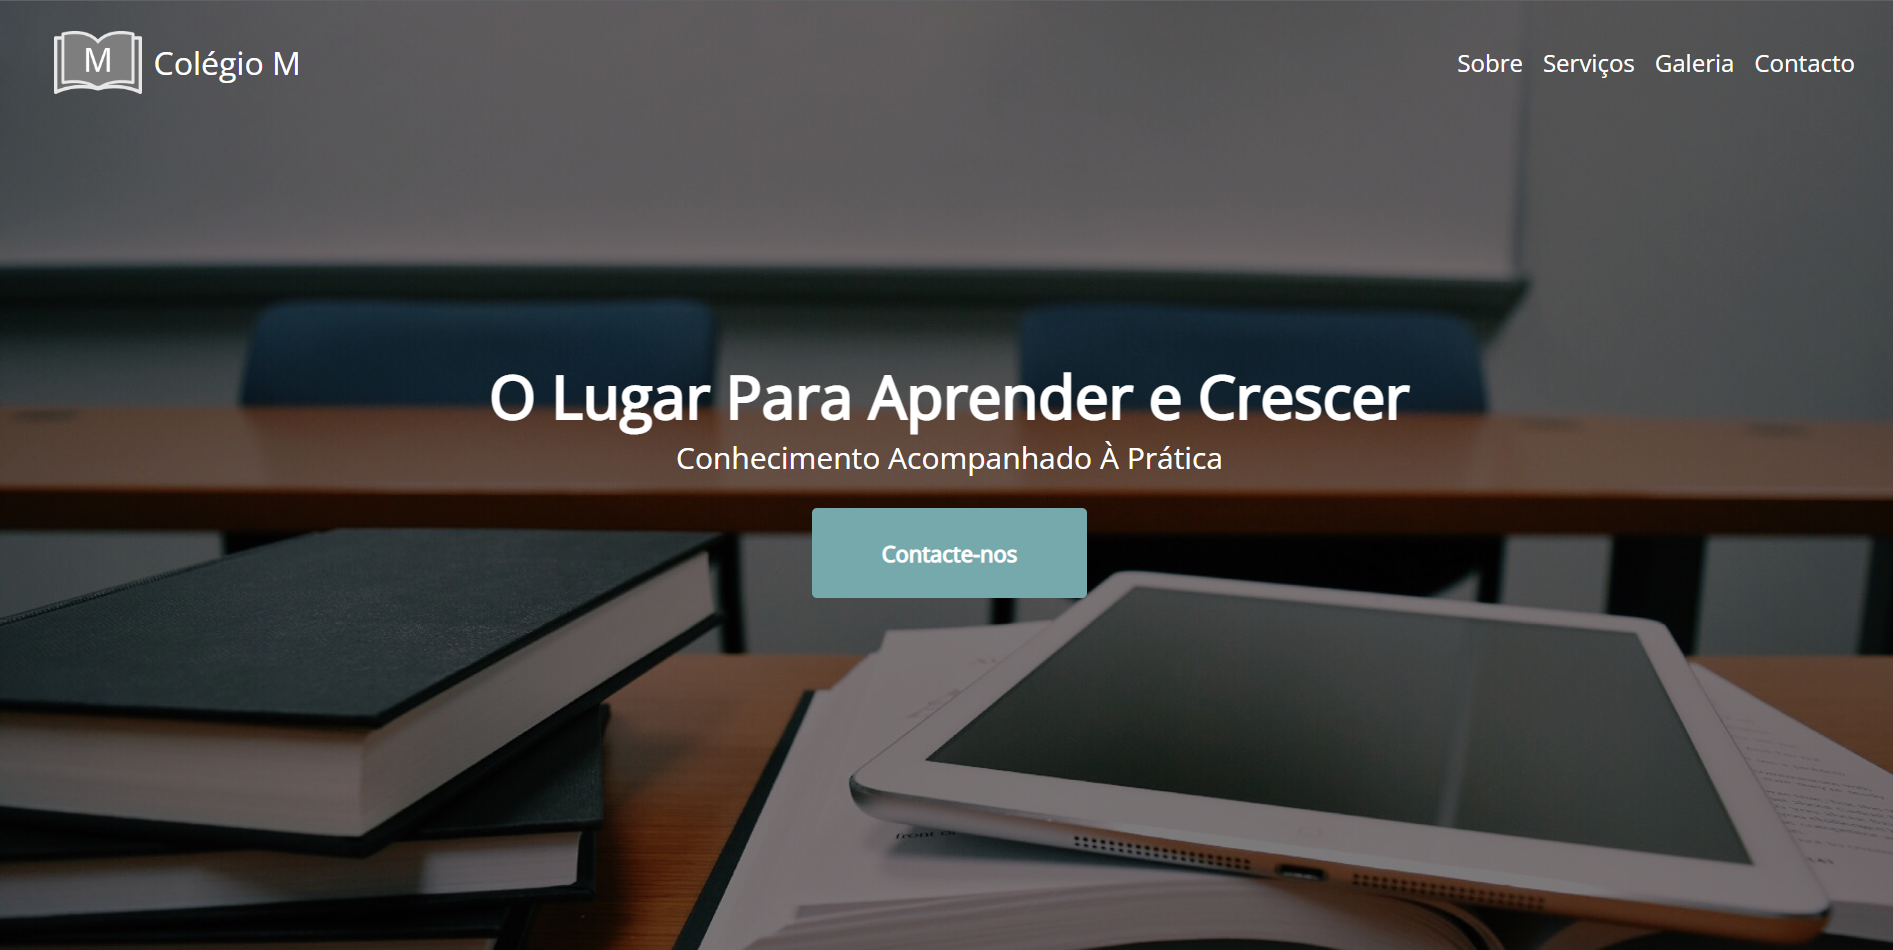 M
Colégio M
Sobre Serviços Galeria Contacto
O Lugar Para Aprender e Crescer
Conhecimento Acompanhado À Prática
Contacte-nos